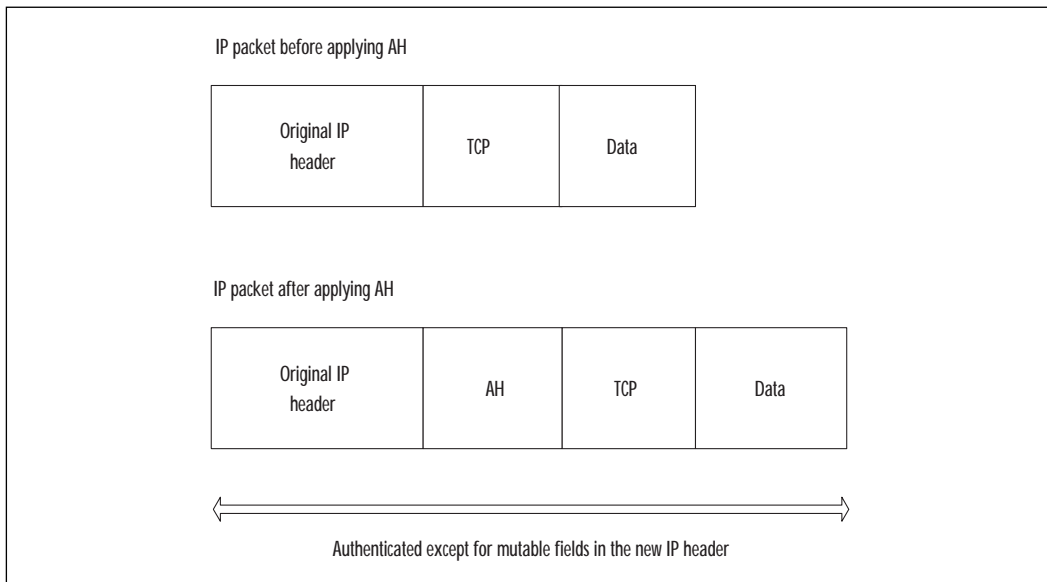 IP packet before applying AH
Original IP
header
TCP
Data
IP packet after applying AH
Original IP
header
AH
TCP
Data
Authenticated except for mutable fields in the new IP header